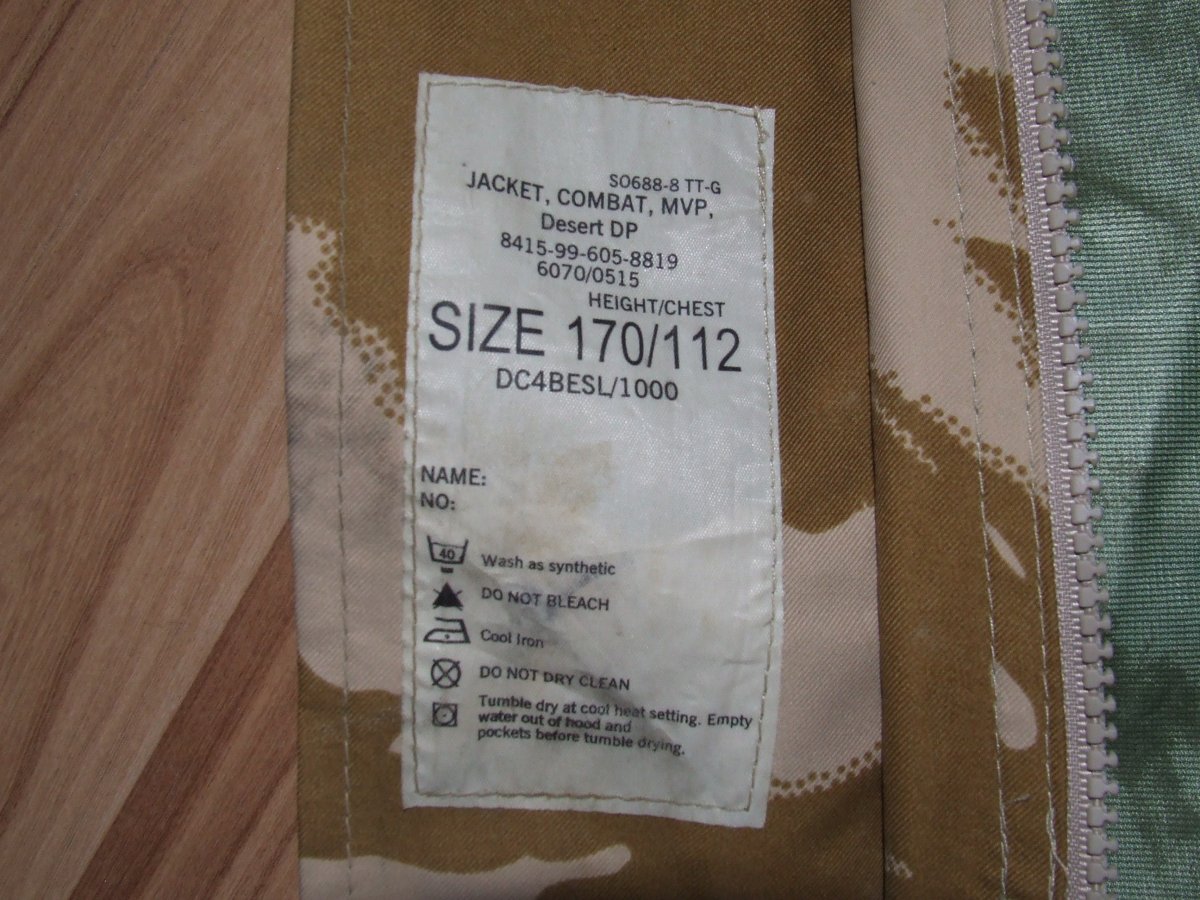 SO688-8 TT-G
JACKET, COMBAT, MVP,
Desert DP
8415-99-605-8819
6070/0515
HEIGHT/CHEST
SIZE 170/112
DC4BESL/1000
NAME:
NO:
40 Wash as synthetic
DO NOT BLEACH
Cool Iron
DO NOT DRY CLEAN
Tumble dry at cool heat setting. Empty
water out of hood and
pockets before tumble drying.